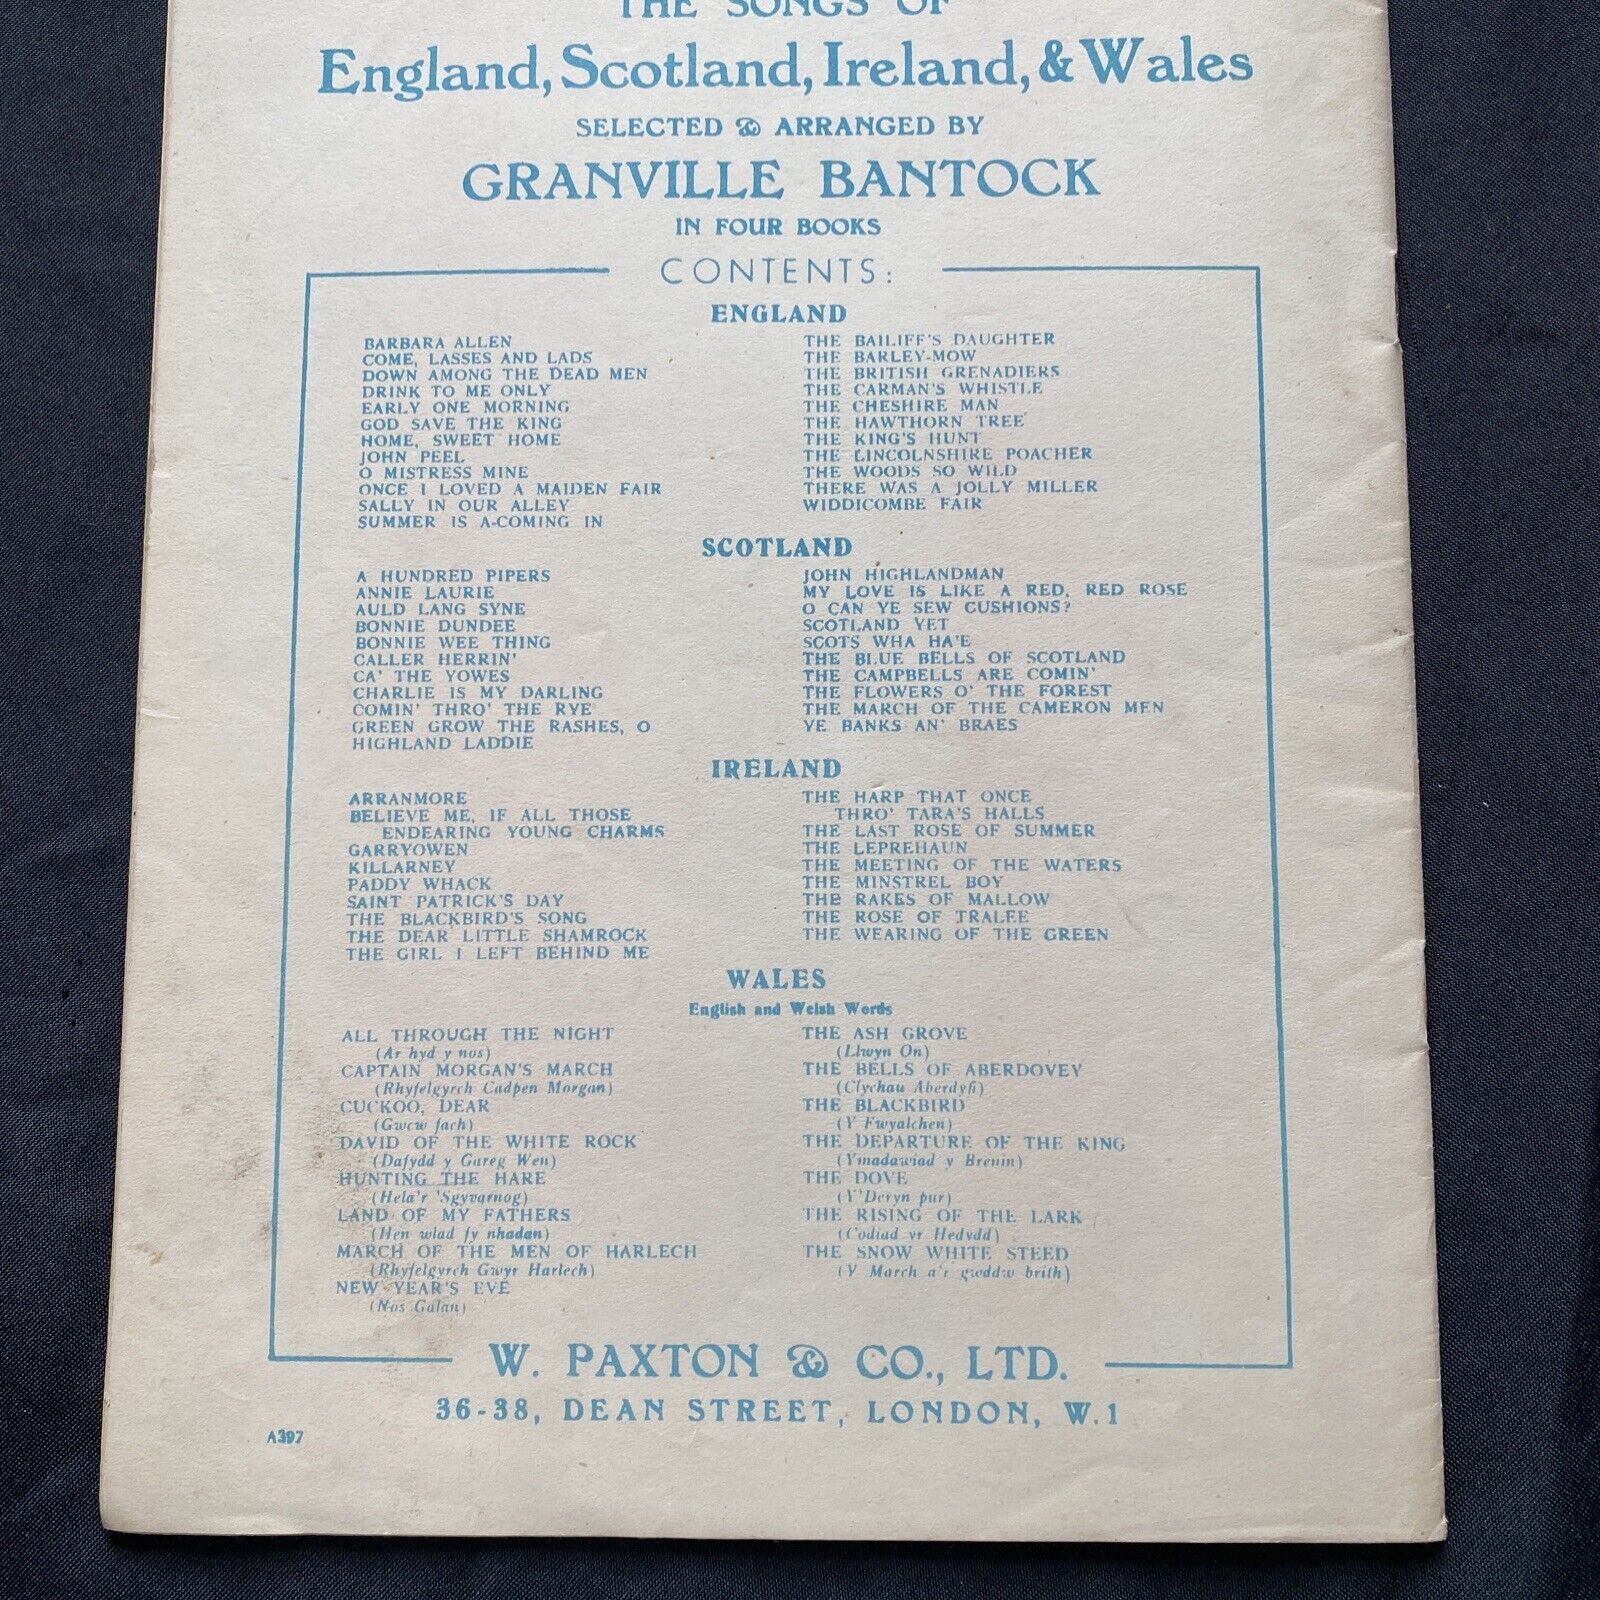 THE SONGS OF
England, Scotland, Ireland, & Wales
SELECTED & ARRANGED BY
GRANVILLE BANTOCK
IN FOUR BOOKS
CONTENTS:
ENGLAND
BARBARA ALLEN
COME, LASSES AND LADS
DOWN AMONG THE DEAD MEN
DRINK TO ME ONLY
EARLY ONE MORNING
GOD SAVE THE KING
HOME, SWEET HOME
JOHN PEEL
O MISTRESS MINE
ONCE I LOVED A MAIDEN FAIR
SALLY IN OUR ALLEY
SUMMER IS A-COMING IN
THE BAILIFF'S DAUGHTER
THE BARLEY-MOW
THE BRITISH GRENADIERS
THE CARMAN'S WHISTLE
THE CHESHIRE MAN
THE HAWTHORN TREE
THE KING'S HUNT
THE LINCOLNSHIRE POACHER
THE WOODS SO WILD
THERE WAS A JOLLY MILLER
WIDDICOMBE FAIR
SCOTLAND
A HUNDRED PIPERS
ANNIE LAURIE
AULD LANG SYNE
BONNIE DUNDEE
BONNIE WEE THING
CALLER HERRIN'
CA' THE YOWES
CHARLIE IS MY DARLING
COMIN' THRO' THE RYE
GREEN GROW THE RASHES, O
HIGHLAND LADDIE
JOHN HIGHLANDMAN
MY LOVE IS LIKE A RED, RED ROSE
O CAN YE SEW CUSHIONS?
SCOTLAND YET
SCOTS WHA HA'E
THE BLUE BELLS OF SCOTLAND
THE CAMPBELLS ARE COMIN'
THE FLOWERS O' THE FOREST
THE MARCH OF THE CAMERON MEN
YE BANKS AN' BRAES
IRELAND
ARRANMORE
BELIEVE ME, IF ALL THOSE
ENDEARING YOUNG CHARMS
GARRYOWEN
KILLARNEY
PADDY WHACK
SAINT PATRICK'S DAY
THE BLACKBIRD'S SONG
THE DEAR LITTLE SHAMROCK
THE GIRL I LEFT BEHIND ME
THE HARP THAT ONCE
THRO' TARA'S HALLS
THE LAST ROSE OF SUMMER
THE LEPREHAUN
THE MEETING OF THE WATERS
THE MINSTREL BOY
THE RAKES OF MALLOW
THE ROSE OF TRALEE
THE WEARING OF THE GREEN
WALES
English and Welsh Words
ALL THROUGH THE NIGHT
(Ar hyd y nos)
CAPTAIN MORGAN'S MARCH
(Rhyfelgyrch Cadpen Morgan)
CUCKOO, DEAR
(Gwcw fach)
DAVID OF THE WHITE ROCK
(Dafydd y Gareg Wen)
HUNTING THE HARE
(Hela'r 'Sgyvarnog)
LAND OF MY FATHERS
(Hen wlad fy nhadan)
MARCH OF THE MEN OF HARLECH
(Rhyfelgyrch Gwyr Harlech)
NEW YEAR'S EVE
(Nos Galan)
THE ASH GROVE
(Llwyn On)
THE BELLS OF ABERDOVEY
(Clychau Aberdyfi)
THE BLACKBIRD
(Y Fwyalchen)
THE DEPARTURE OF THE KING
(Ymadawiad y Brenin)
THE DOVE
(Y'Deryn pur)
THE RISING OF THE LARK
(Codiad yr Hedydd)
THE SNOW WHITE STEED
(Y March a'r gwddw brith)
W. PAXTON & CO., LTD.
36-38, DEAN STREET, LONDON, W.1
A397